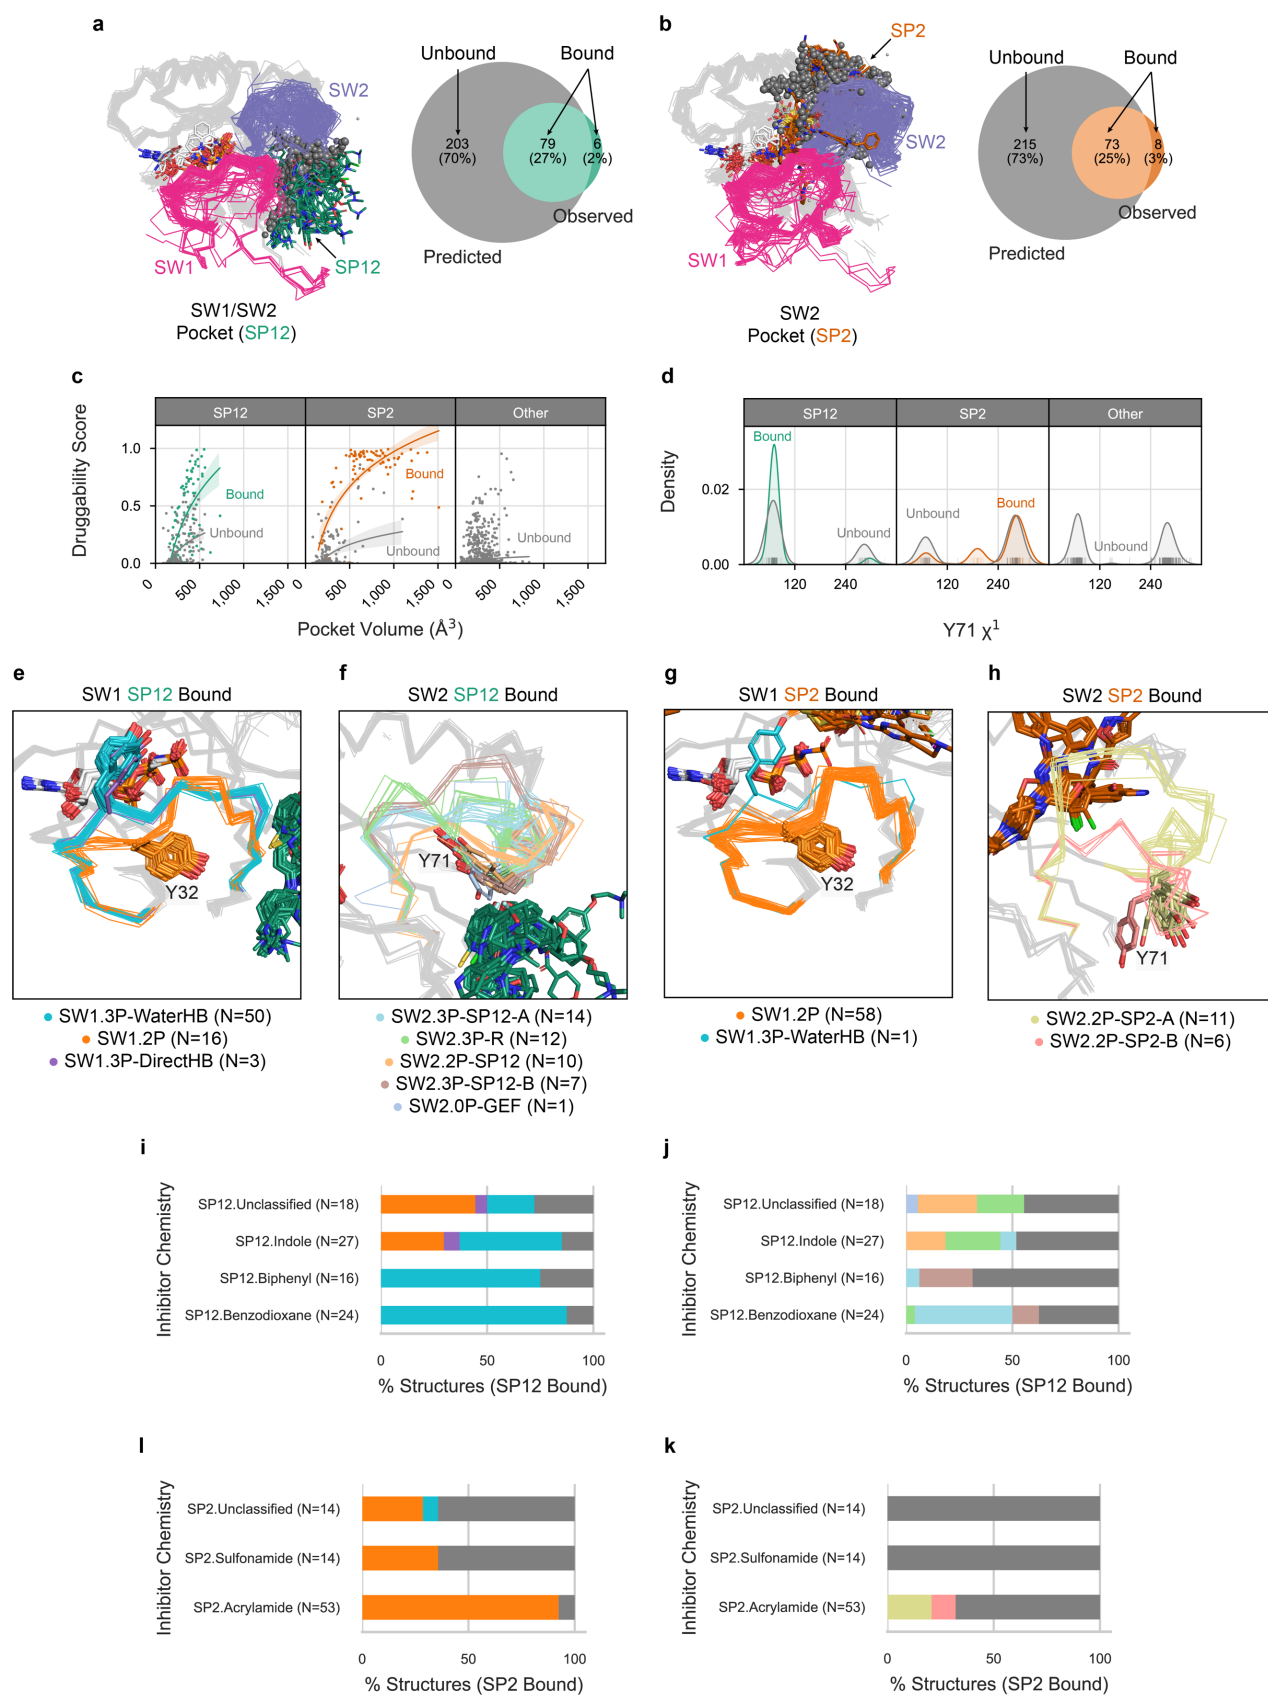 a
SW2
SW1
SP12
SW1/SW2
Pocket (SP12)
Unbound
Bound
203
(70%)
79
(27%)
6
(2%)
Observed
Predicted
b
SP2
SW2
SW1
SW2
Pocket (SP2)
Unbound
Bound
215
(73%)
73
(25%)
8
(3%)
Observed
Predicted
c
SP12
SP2
Other
Druggability Score
1.0
0.5
0.0
Bound
Unbound
Bound
Unbound
Unbound
0
500
1,000
1,500
0
500
1,000
1,500
0
500
1,000
1,500
Pocket Volume (Å3)
d
SP12
SP2
Other
Density
0.02
0.00
Bound
Unbound
Unbound
Bound
Unbound
120
240
120
240
120
240
Y71 χ1
e
SW1 SP12 Bound
Y32
SW1.3P-WaterHB (N=50)
SW1.2P (N=16)
SW1.3P-DirectHB (N=3)
f
SW2 SP12 Bound
Y71
SW2.3P-SP12-A (N=14)
SW2.3P-R (N=12)
SW2.2P-SP12 (N=10)
SW2.3P-SP12-B (N=7)
SW2.0P-GEF (N=1)
g
SW1 SP2 Bound
Y32
SW1.2P (N=58)
SW1.3P-WaterHB (N=1)
h
SW2 SP2 Bound
Y71
SW2.2P-SP2-A (N=11)
SW2.2P-SP2-B (N=6)
i
Inhibitor Chemistry
SP12.Unclassified (N=18)
SP12.Indole (N=27)
SP12.Biphenyl (N=16)
SP12.Benzodioxane (N=24)
0
50
100
% Structures (SP12 Bound)
j
Inhibitor Chemistry
SP12.Unclassified (N=18)
SP12.Indole (N=27)
SP12.Biphenyl (N=16)
SP12.Benzodioxane (N=24)
0
50
100
% Structures (SP12 Bound)
l
Inhibitor Chemistry
SP2.Unclassified (N=14)
SP2.Sulfonamide (N=14)
SP2.Acrylamide (N=53)
0
50
100
% Structures (SP2 Bound)
k
Inhibitor Chemistry
SP2.Unclassified (N=14)
SP2.Sulfonamide (N=14)
SP2.Acrylamide (N=53)
0
50
100
% Structures (SP2 Bound)